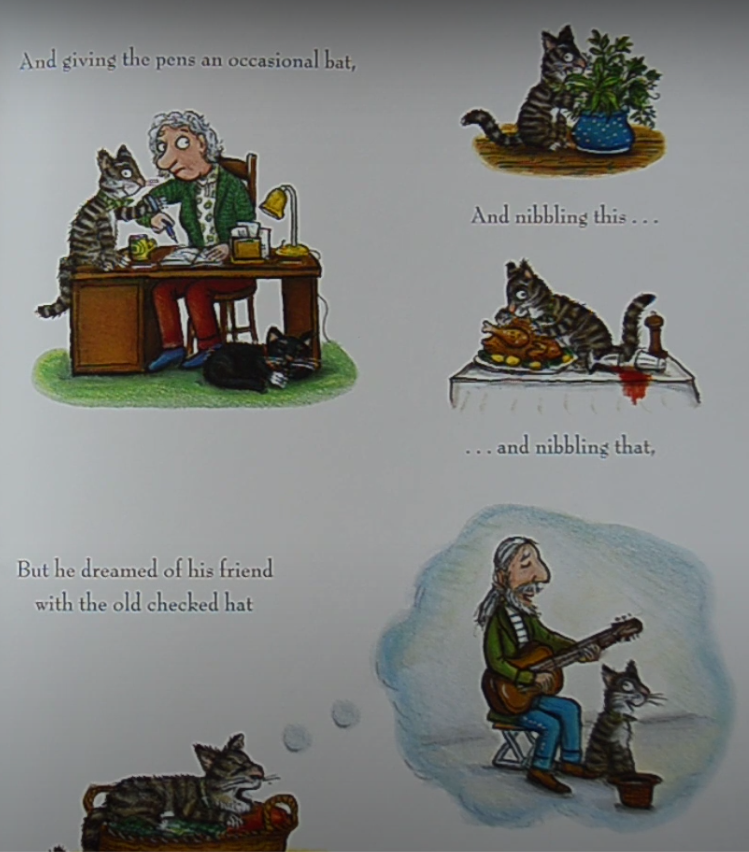 And giving the pens an occasional bat,
And nibbling this . . .
. . . and nibbling that,
But he dreamed of his friend
with the old checked hat